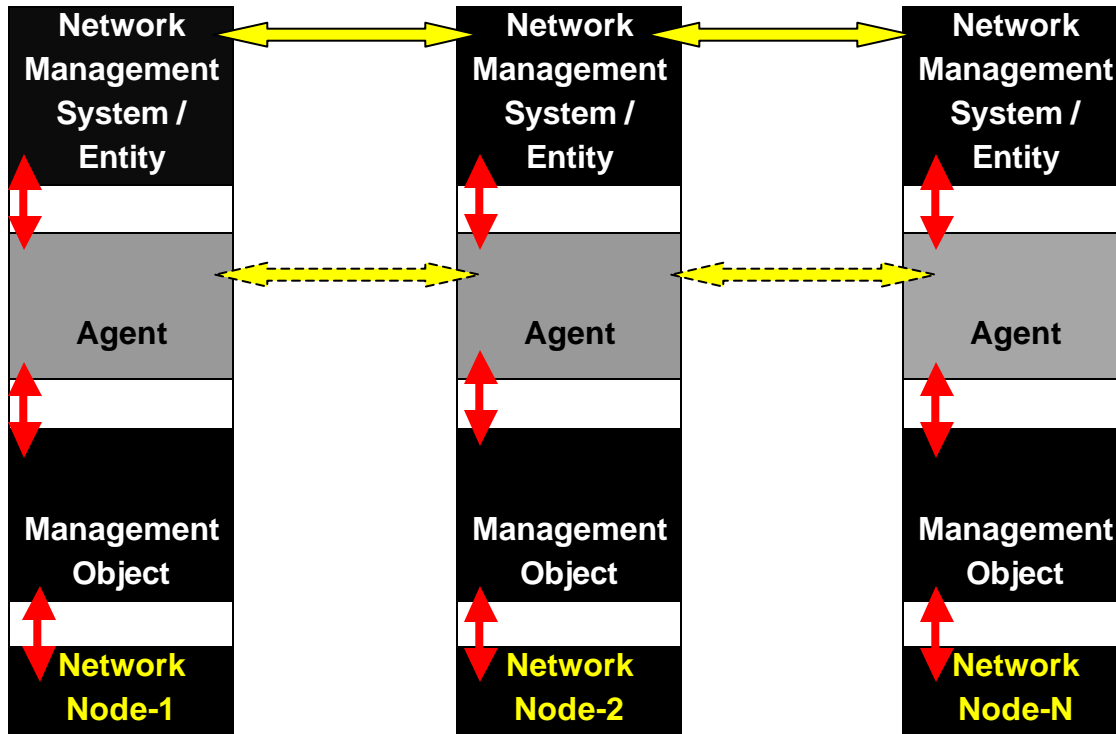 Network
Management
System /
Entity
Agent
Management
Object
Network
Node-1
Network
Management
System /
Entity
Agent
Management
Object
Network
Node-2
Network
Management
System /
Entity
Agent
Management
Object
Network
Node-N